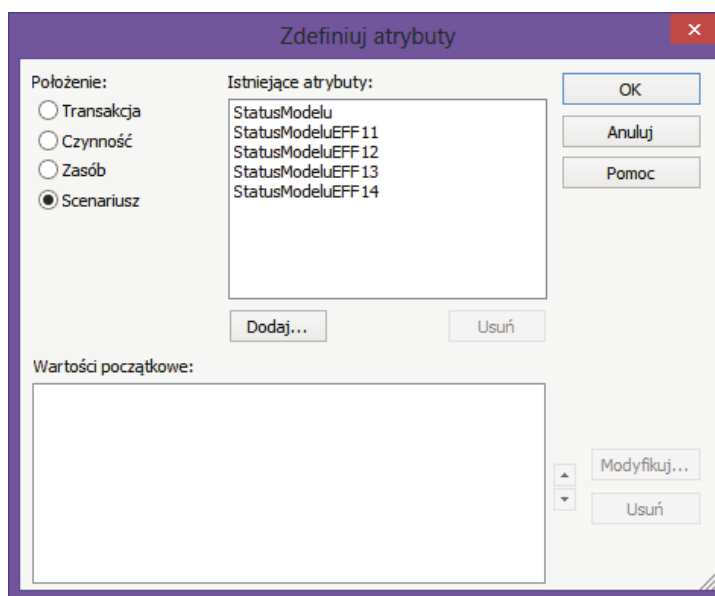 Zdefiniuj atrybuty
Położenie:
Transakcja
Czynność
Zasób
Scenariusz
Istniejące atrybuty:
StatusModelu
StatusModeluEFF11
StatusModeluEFF12
StatusModeluEFF13
StatusModeluEFF14
OK
Anuluj
Pomoc
Dodaj...
Usuń
Wartości początkowe:
Modyfikuj...
Usuń